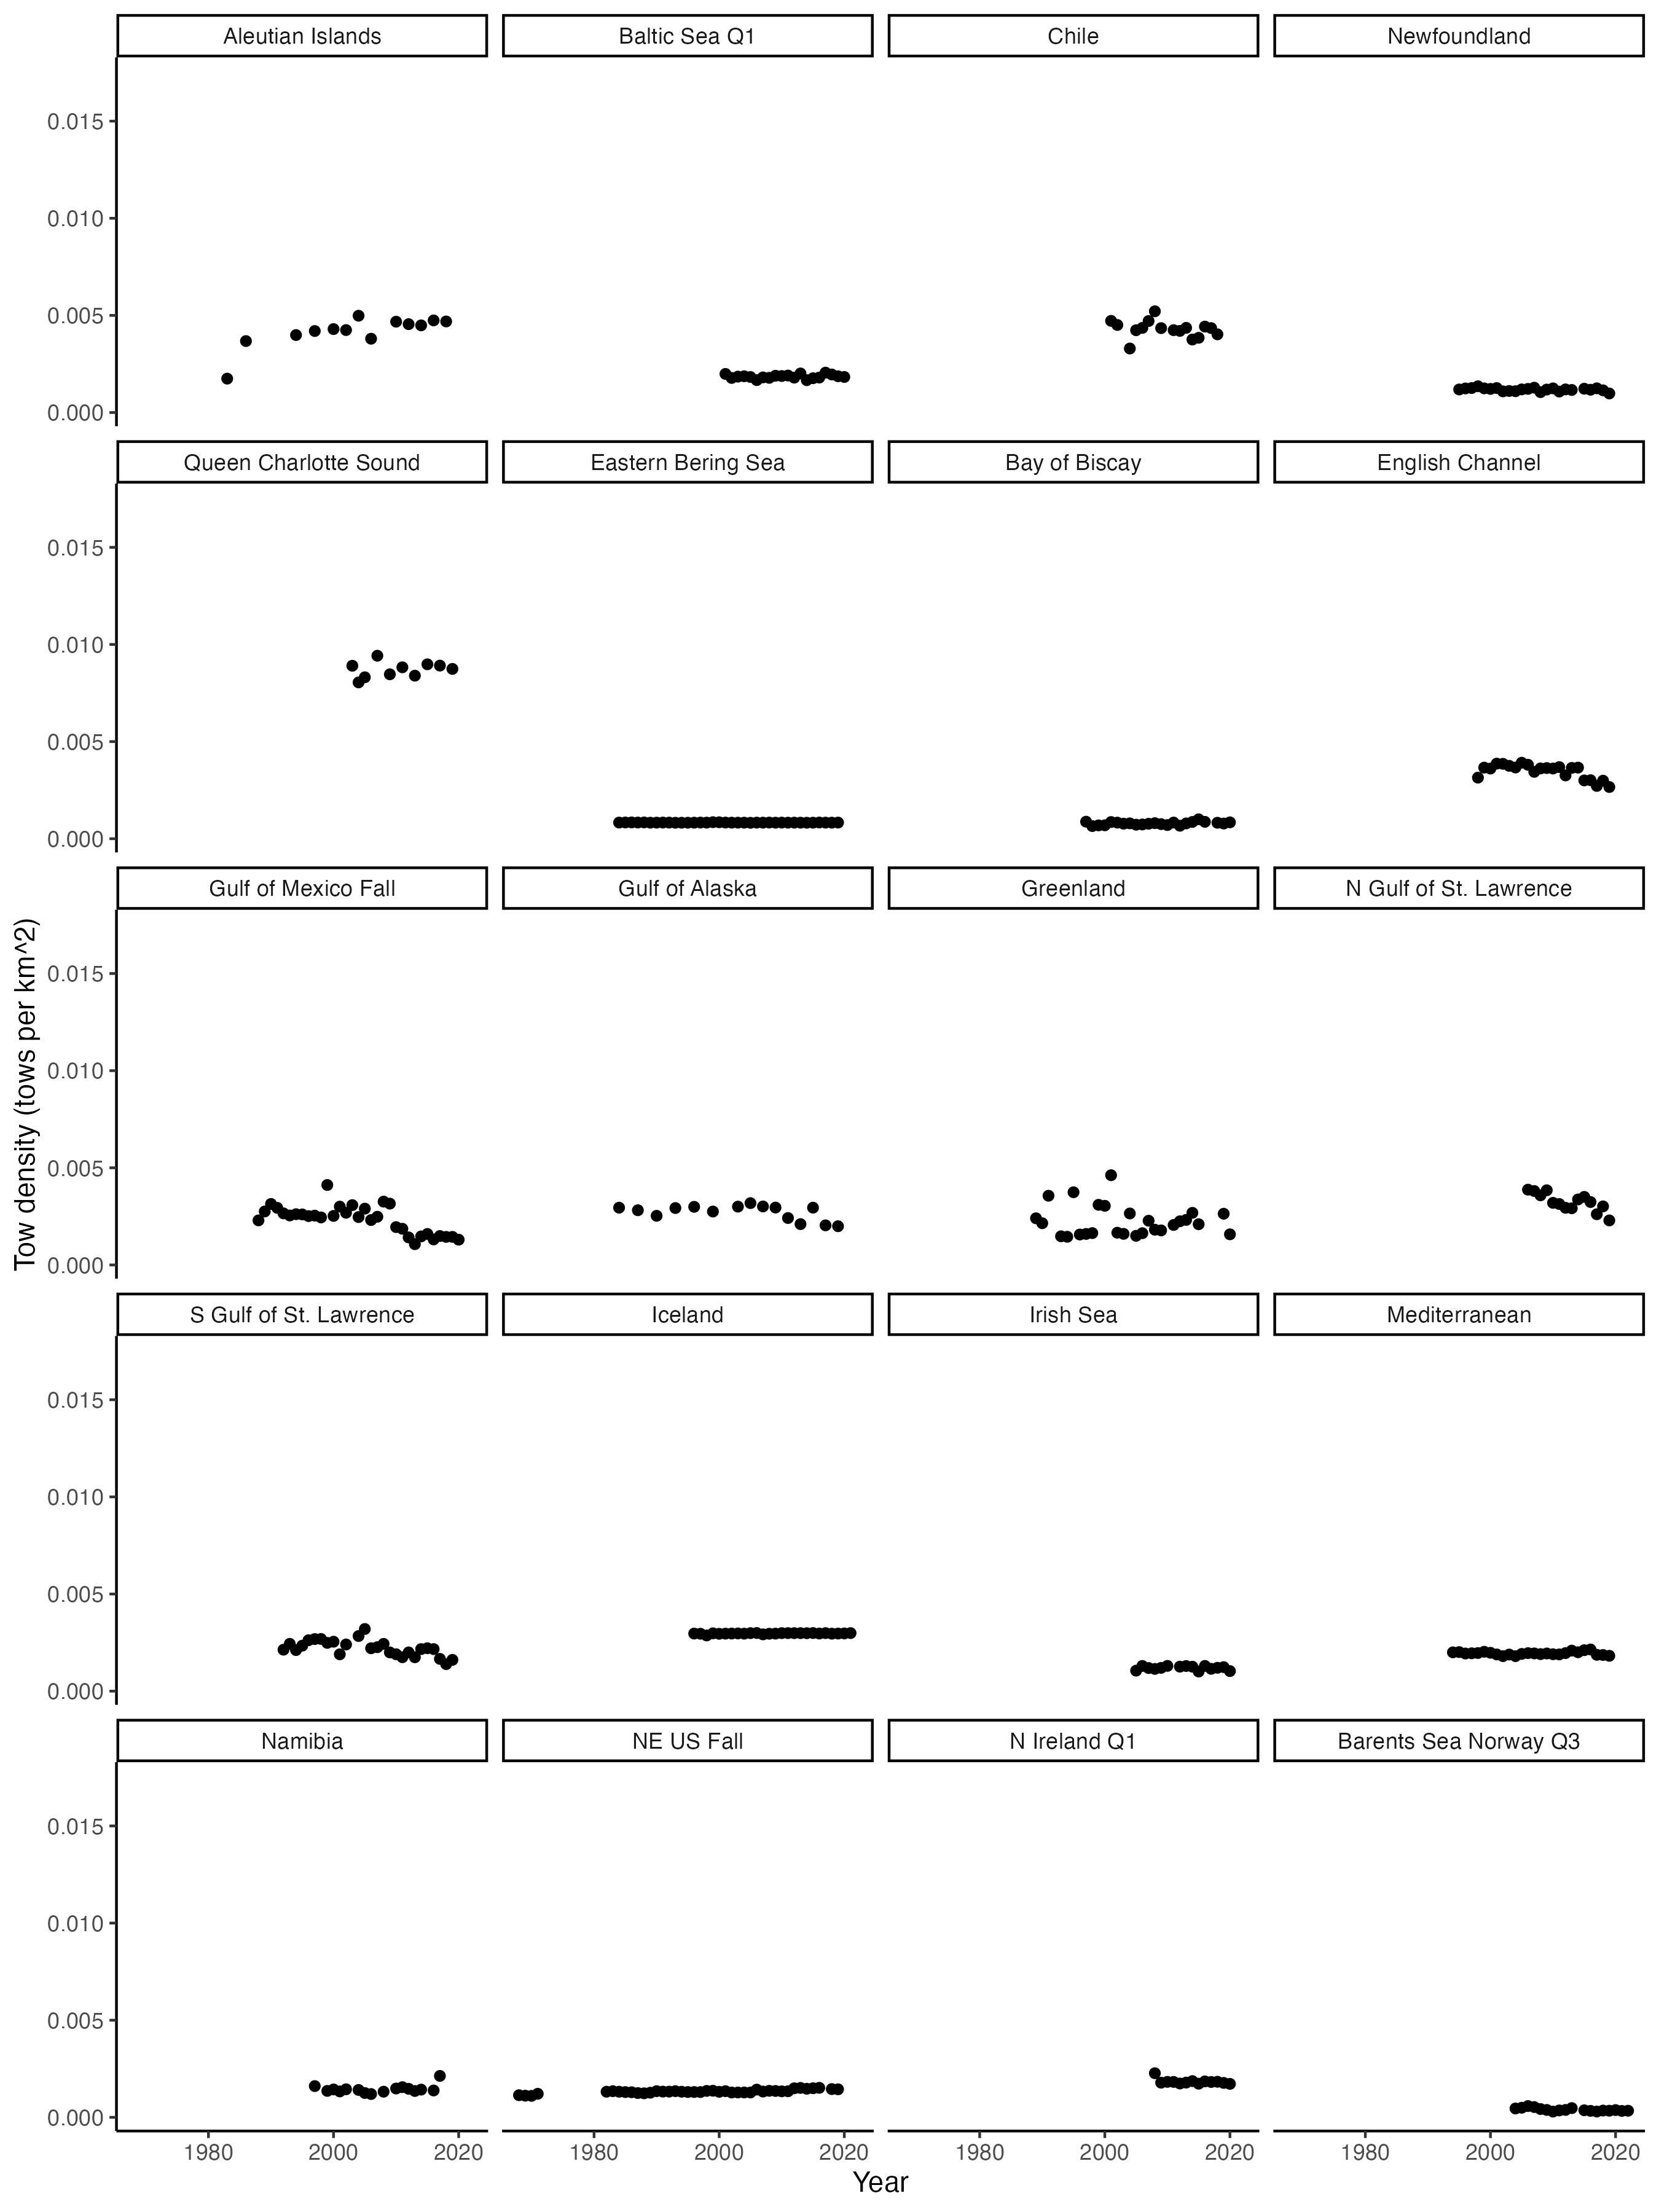 Aleutian Islands
Baltic Sea Q1
Chile
Newfoundland
0.015
0.010
0.005
0.000
Queen Charlotte Sound
Eastern Bering Sea
Bay of Biscay
English Channel
0.015
0.010
0.005
0.000
Gulf of Mexico Fall
Gulf of Alaska
Greenland
N Gulf of St. Lawrence
Tow density (tows per km^2)
0.015
0.010
0.005
0.000
S Gulf of St. Lawrence
Iceland
Irish Sea
Mediterranean
0.015
0.010
0.005
0.000
Namibia
NE US Fall
N Ireland Q1
Barents Sea Norway Q3
0.015
0.010
0.005
0.000
1980 2000 2020
1980 2000 2020
1980 2000 2020
1980 2000 2020
Year